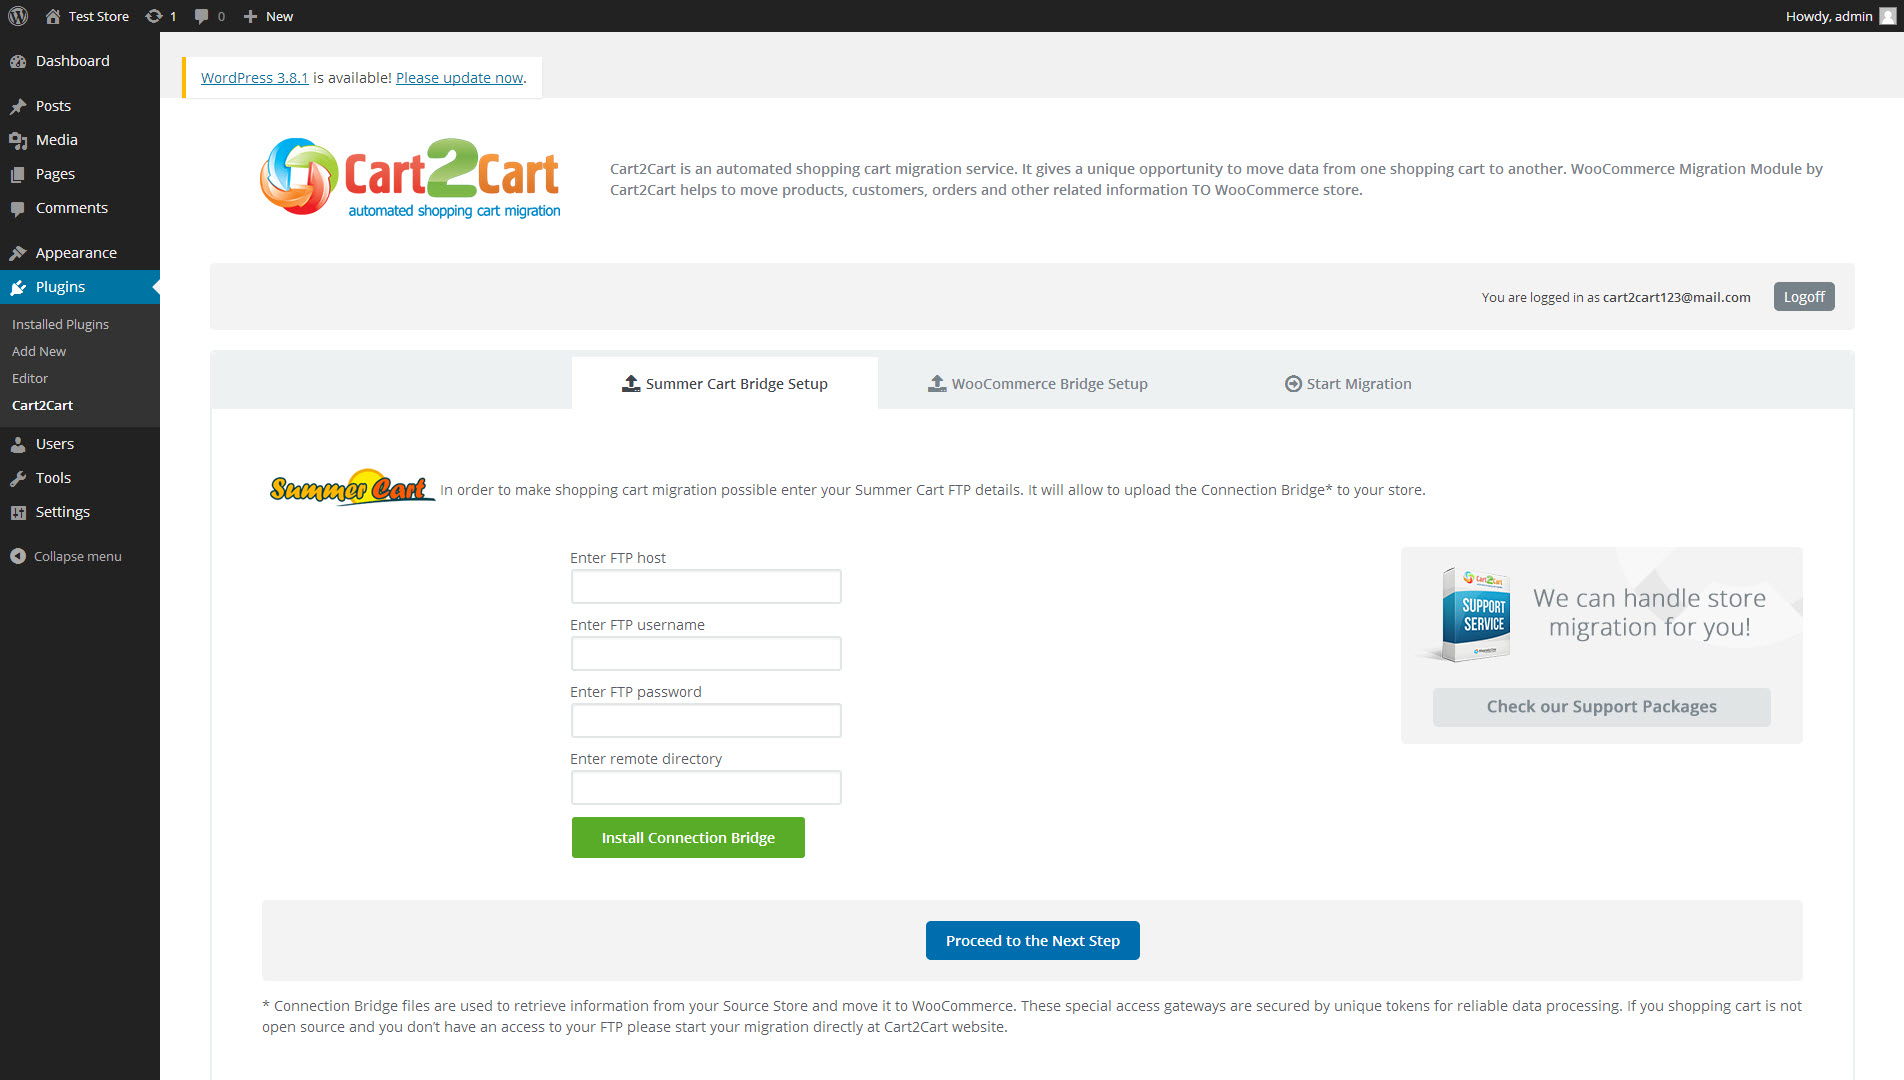 Test Store
1
0
New
Howdy, admin
Dashboard
Posts
Media
Pages
Comments
Appearance
Plugins
Installed Plugins
Add New
Editor
Cart2Cart
Users
Tools
Settings
Collapse menu
WordPress 3.8.1 is available! Please update now.
Cart2Cart
automated shopping cart migration
Cart2Cart is an automated shopping cart migration service. It gives a unique opportunity to move data from one shopping cart to another. WooCommerce Migration Module by
Cart2Cart helps to move products, customers, orders and other related information TO WooCommerce store.
You are logged in as cart2cart123@mail.com
Logoff
Summer Cart Bridge Setup
WooCommerce Bridge Setup
Start Migration
Summer Cart
In order to make shopping cart migration possible enter your Summer Cart FTP details. It will allow to upload the Connection Bridge* to your store.
Enter FTP host
Enter FTP username
Enter FTP password
Enter remote directory
Install Connection Bridge
Cart2Cart
SUPPORT
SERVICE
We can handle store
migration for you!
Check our Support Packages
Proceed to the Next Step
* Connection Bridge files are used to retrieve information from your Source Store and move it to WooCommerce. These special access gateways are secured by unique tokens for reliable data processing. If you shopping cart is not
open source and you don’t have an access to your FTP please start your migration directly at Cart2Cart website.